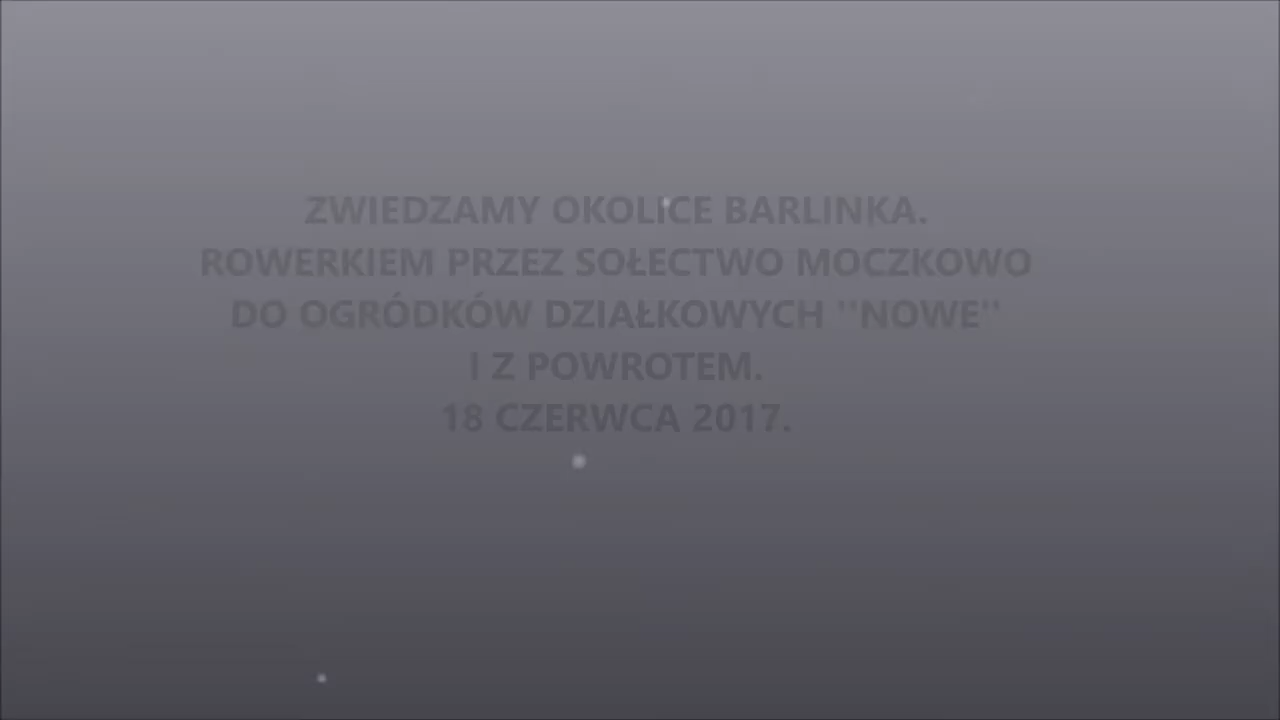 ZWIEDZAMY OKOLICE BARLINKA.
ROWERKIEM PRZEZ SOŁECTWO MOCZKOWO
DO OGRÓDKÓW DZIAŁKOWYCH ''NOWE''
I Z POWROTEM.
18 CZERWCA 2017.